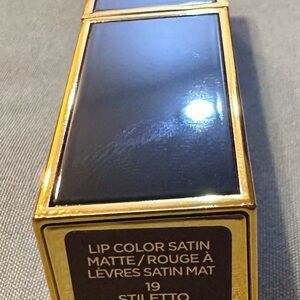 LIP COLOR SATIN
MATTE/ROUGE À
LÈVRES SATIN MAT
19
STILETTO